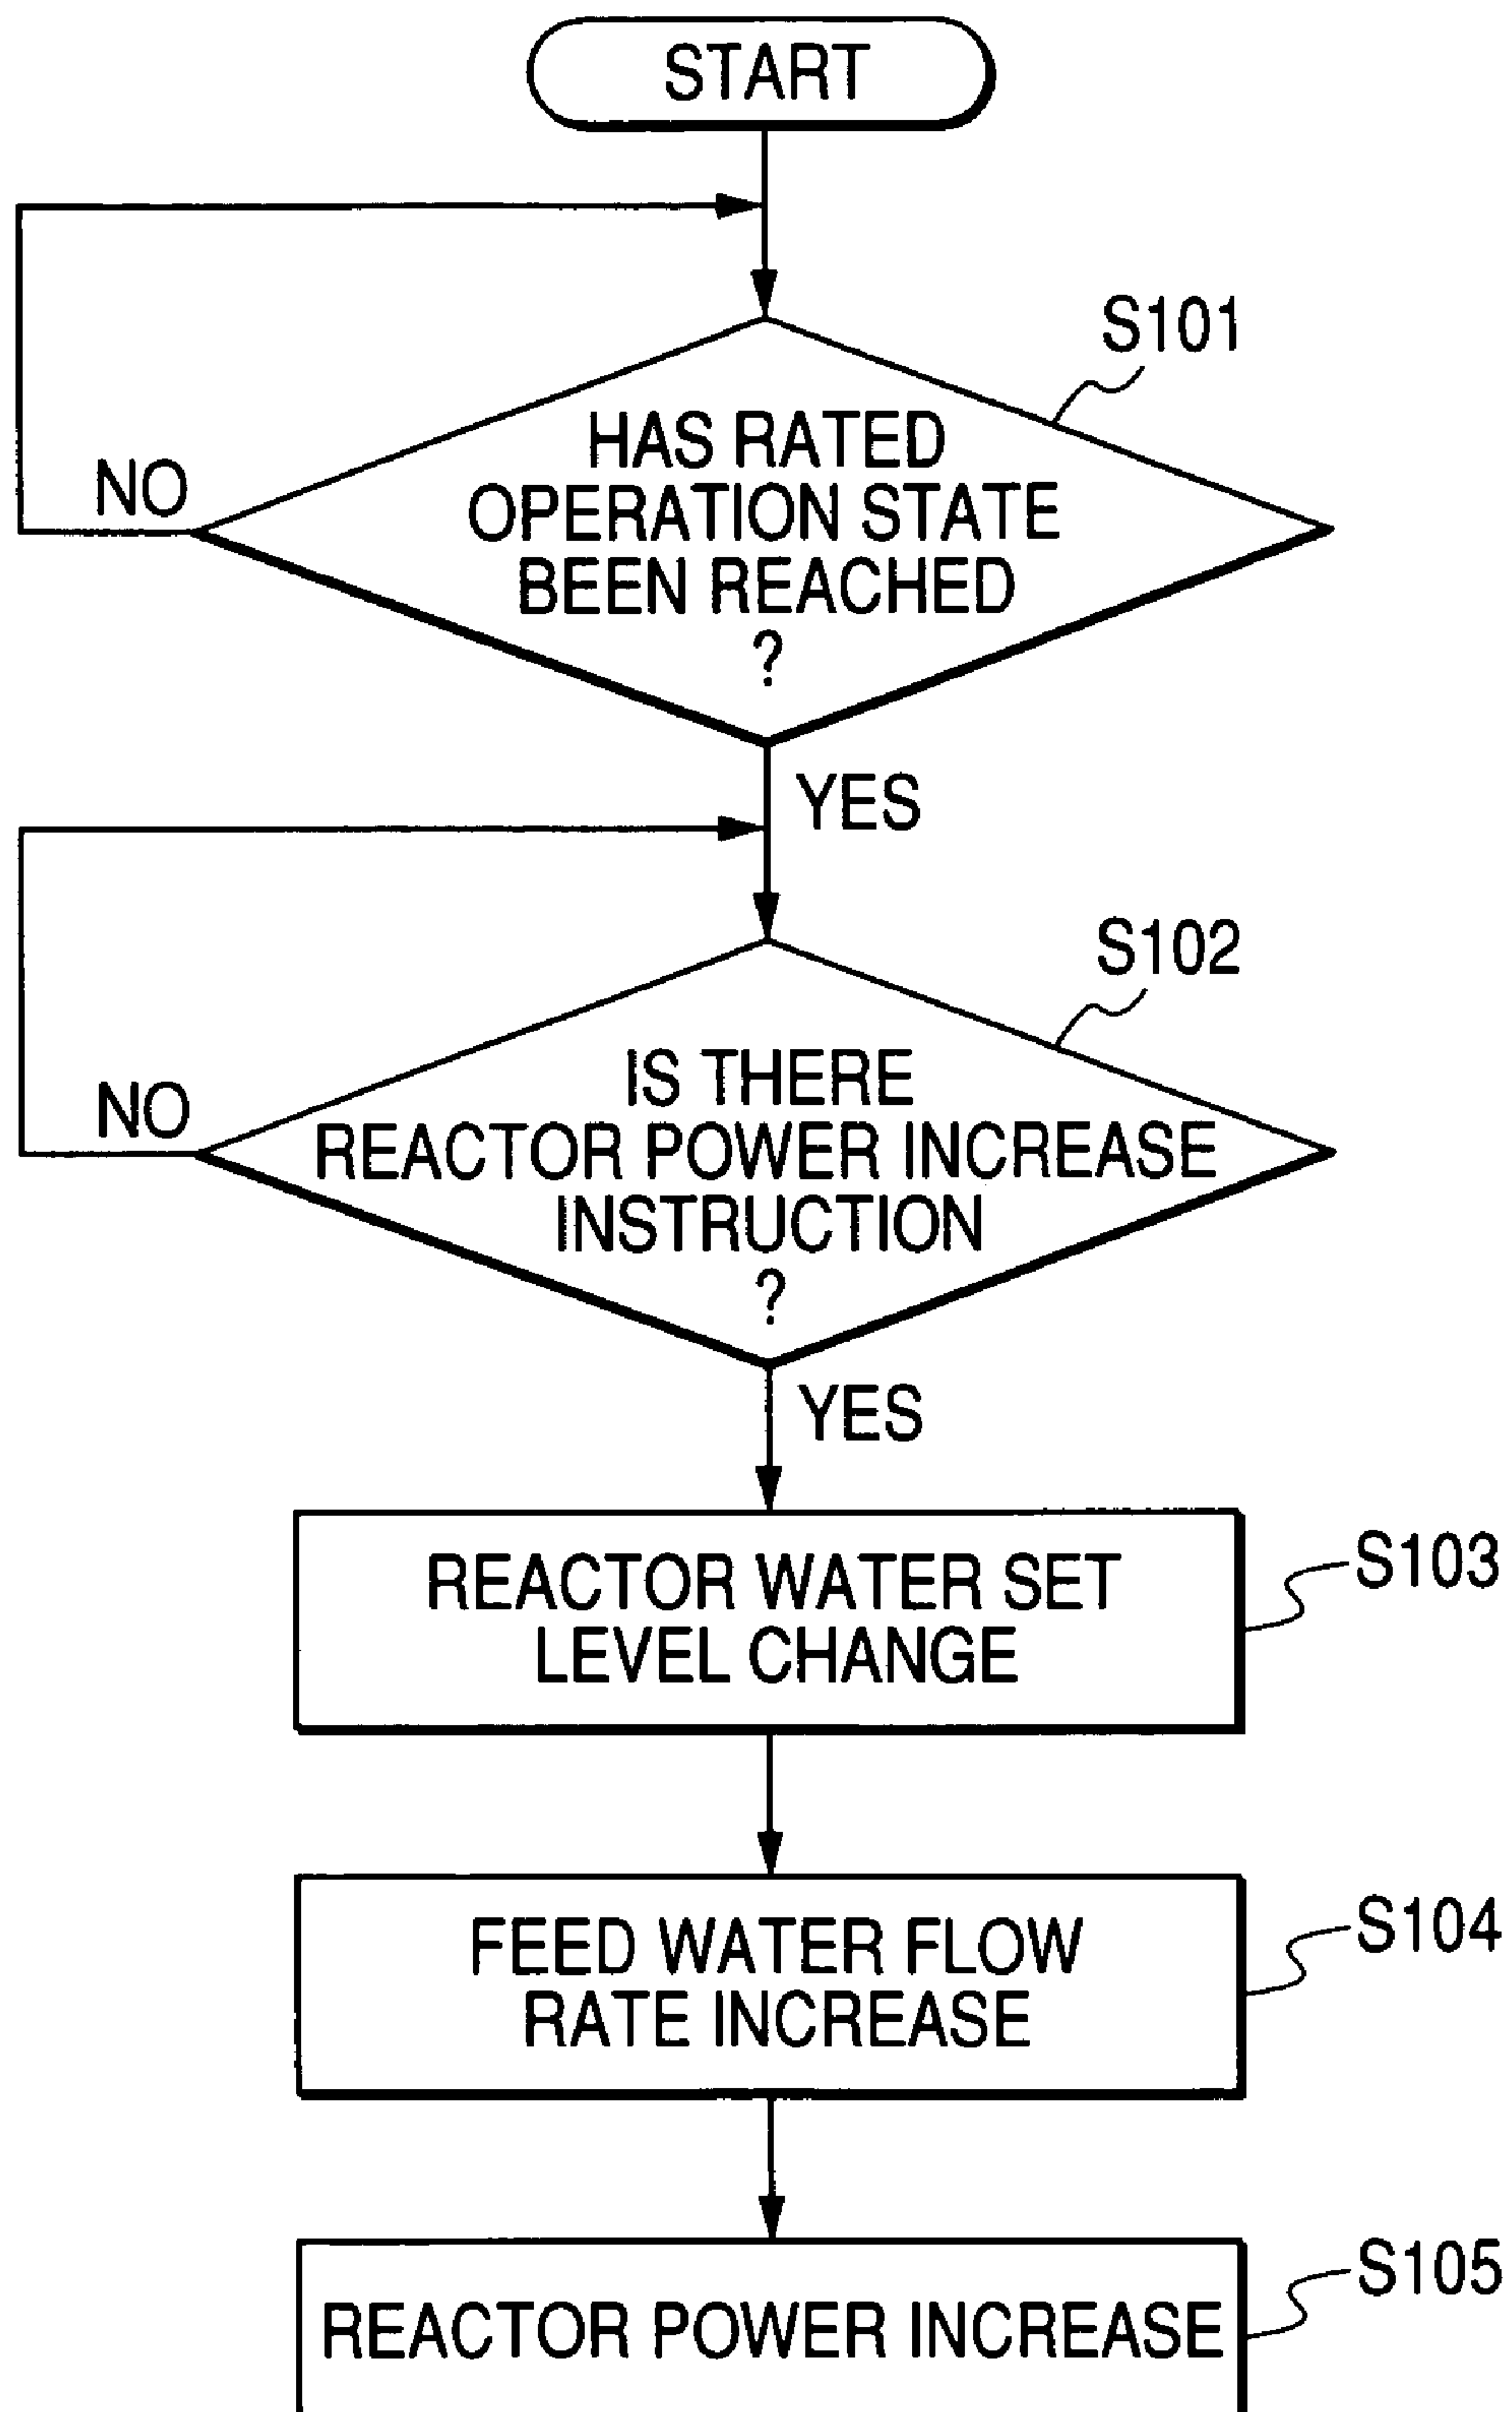 START
S101
HAS RATED
OPERATION STATE
BEEN REACHED
?
NO
YES
S102
IS THERE
REACTOR POWER INCREASE
INSTRUCTION
?
NO
YES
REACTOR WATER SET
LEVEL CHANGE
S103
FEED WATER FLOW
RATE INCREASE
S104
REACTOR POWER INCREASE
S105